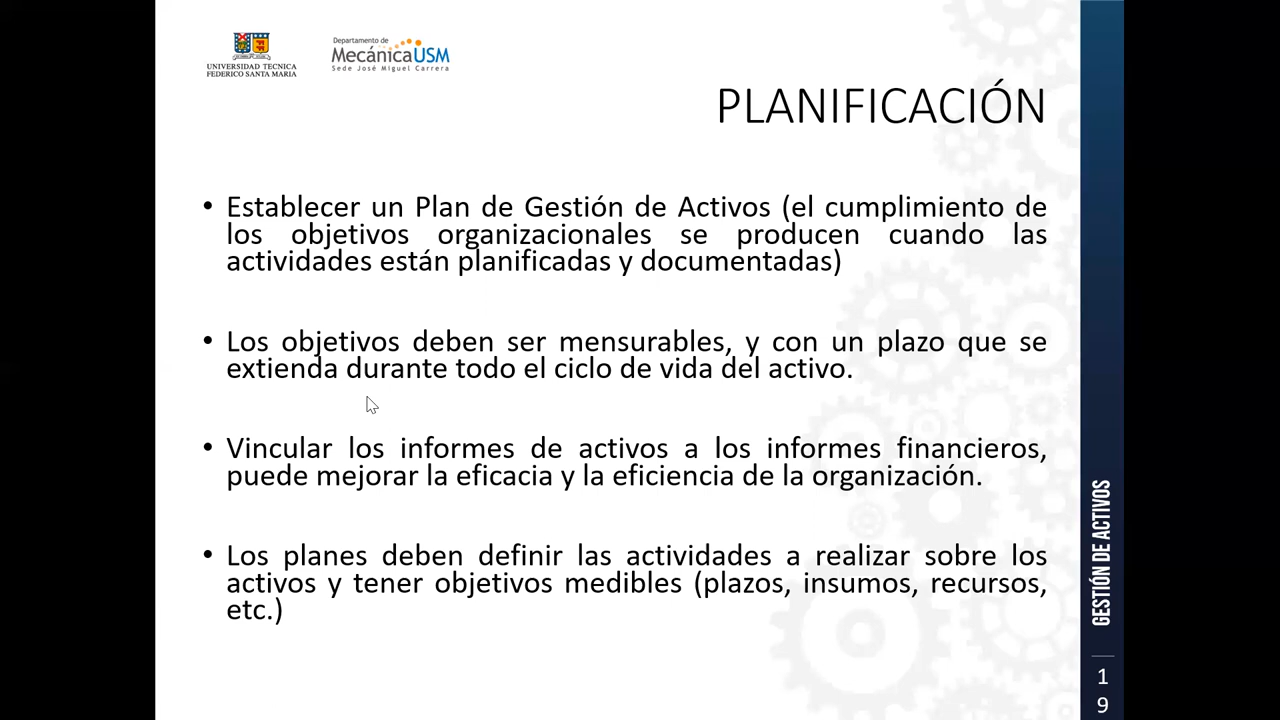 UNIVERSIDAD TECNICA
FEDERICO SANTA MARIA
Departamento de
MecánicaUSM
Sede José Miguel Carrera
PLANIFICACIÓN
• Establecer un Plan de Gestión de Activos (el cumplimiento de
los objetivos organizacionales se producen cuando las
actividades están planificadas y documentadas)
• Los objetivos deben ser mensurables, y con un plazo que se
extienda durante todo el ciclo de vida del activo.
• Vincular los informes de activos a los informes financieros,
puede mejorar la eficacia y la eficiencia de la organización.
• Los planes deben definir las actividades a realizar sobre los
activos y tener objetivos medibles (plazos, insumos, recursos,
etc.)
GESTIÓN DE ACTIVOS
1
9